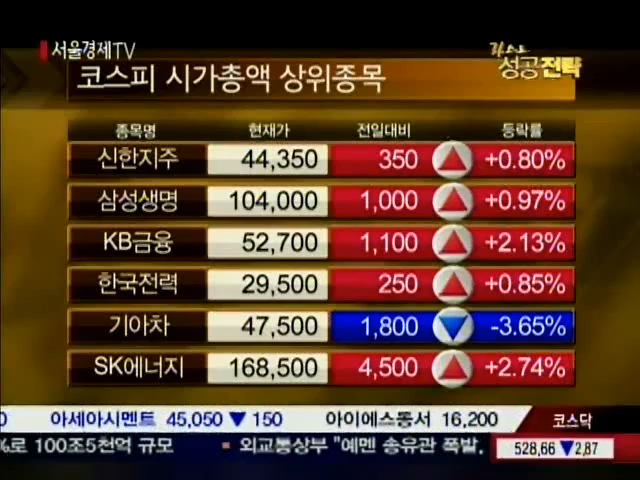 서울경제TV
성공전략
코스피 시가총액 상위종목
종목명 현재가 전일대비 등락률
신한지주 44,350 350 ▲ +0.80%
삼성생명 104,000 1,000 ▲ +0.97%
KB금융 52,700 1,100 ▲ +2.13%
한국전력 29,500 250 ▲ +0.85%
기아차 47,500 1,800 ▼ -3.65%
SK에너지 168,500 4,500 ▲ +2.74%
0 아세아시멘트 45,050 ▼ 150 아이에스동서 16,200 코스닥
%로 100조5천억 규모 외교통상부 "예멘 송유관 폭발, 528,66 ▼2,87